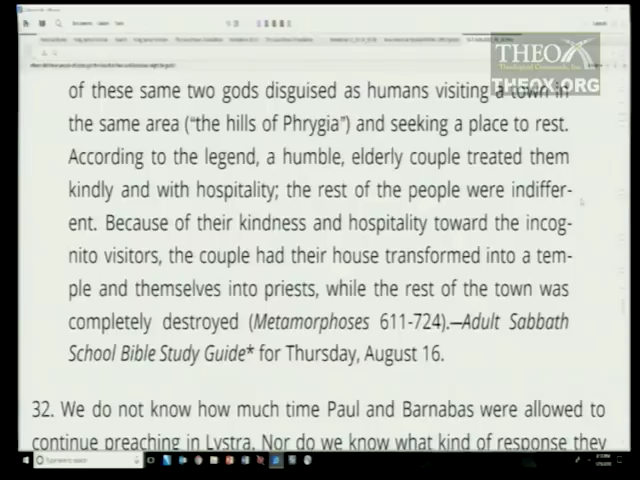 THEOX
THEOX.ORG
of these same two gods disguised as humans visiting a town in
the same area (“the hills of Phrygia”) and seeking a place to rest.
According to the legend, a humble, elderly couple treated them
kindly and with hospitality; the rest of the people were indiffer-
ent. Because of their kindness and hospitality toward the incog-
nito visitors, the couple had their house transformed into a tem-
ple and themselves into priests, while the rest of the town was
completely destroyed (Metamorphoses 611-724).—Adult Sabbath
School Bible Study Guide* for Thursday, August 16.
32. We do not know how much time Paul and Barnabas were allowed to
continue preaching in Lystra. Nor do we know what kind of response they